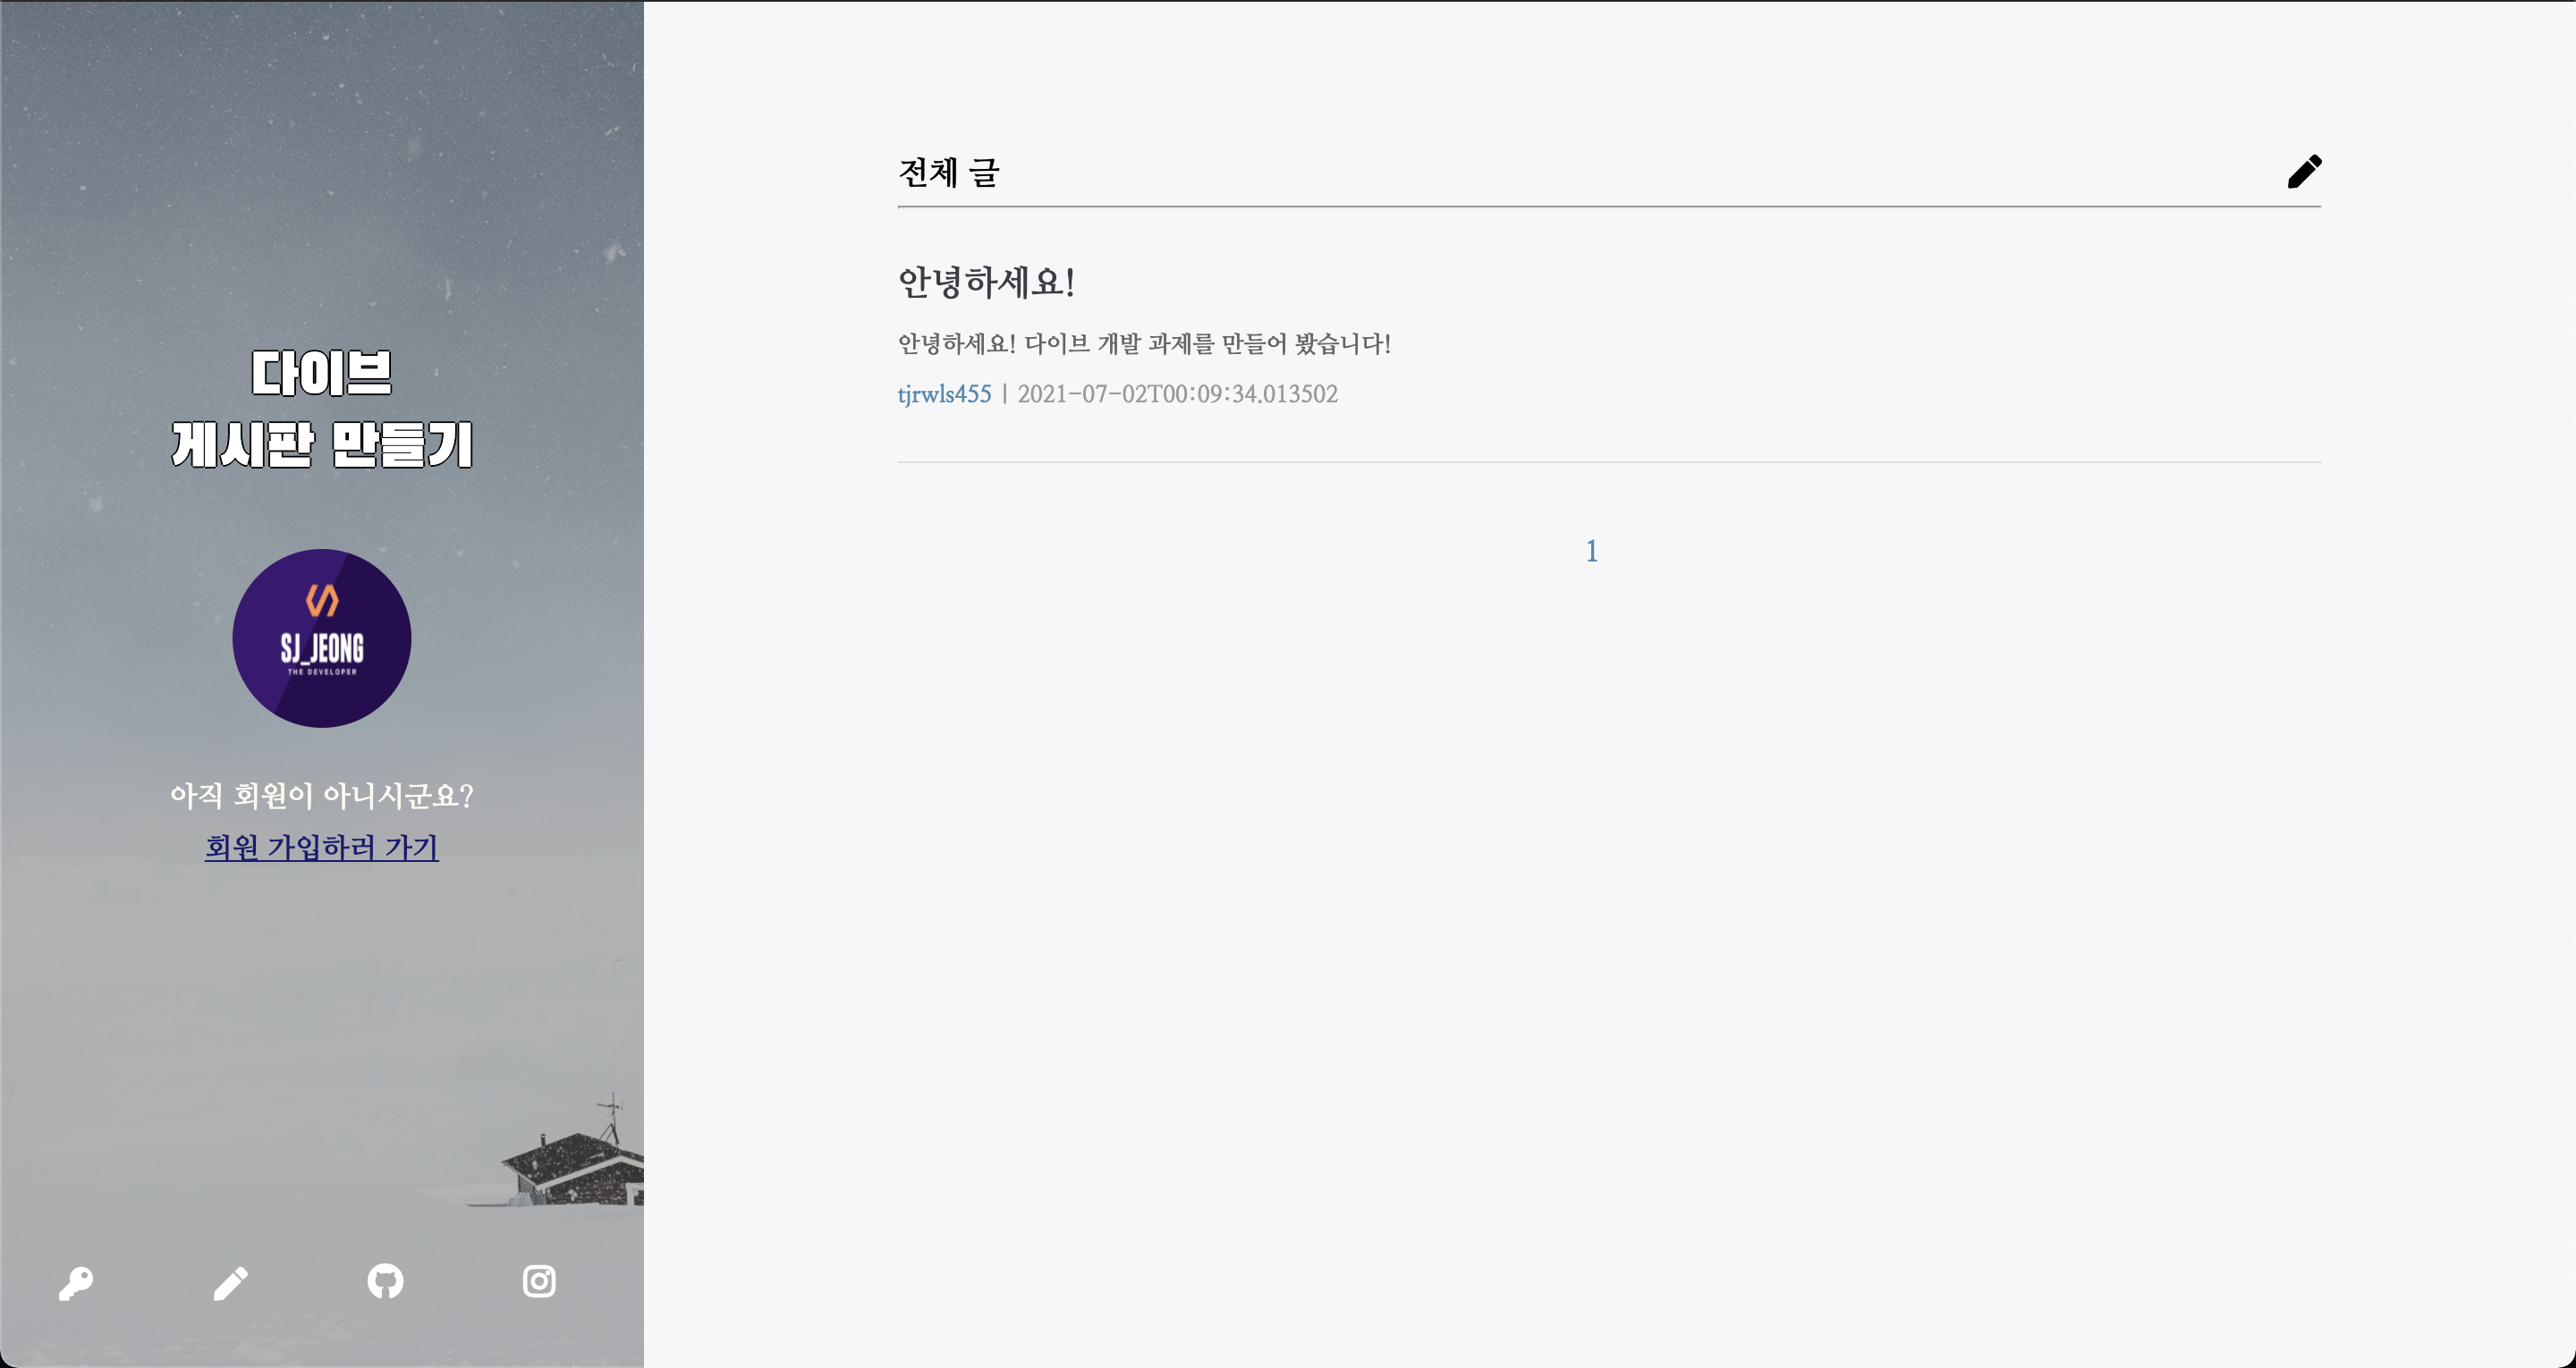 다이브
게시판 만들기
SJ_JEONG
THE DEVELOPER
아직 회원이 아니시군요?
회원 가입하러 가기
전체 글
안녕하세요!
안녕하세요! 다이브 개발 과제를 만들어 봤습니다!
tjrwls455 | 2021-07-02T00:09:34.013502
1